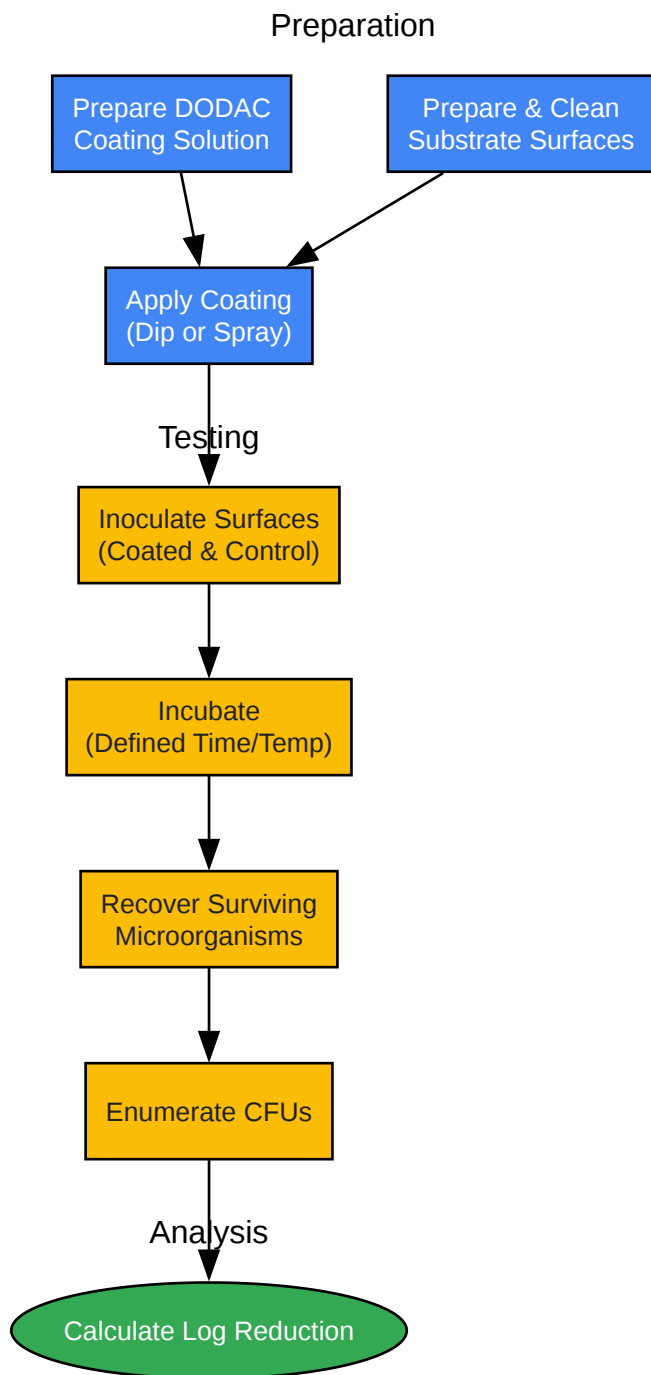 Preparation
Prepare DODAC
Coating Solution
Prepare & Clean
Substrate Surfaces
Apply Coating
(Dip or Spray)
Testing
Inoculate Surfaces
(Coated & Control)
Incubate
(Defined Time/Temp)
Recover Surviving
Microorganisms
Enumerate CFUs
Analysis
Calculate Log Reduction